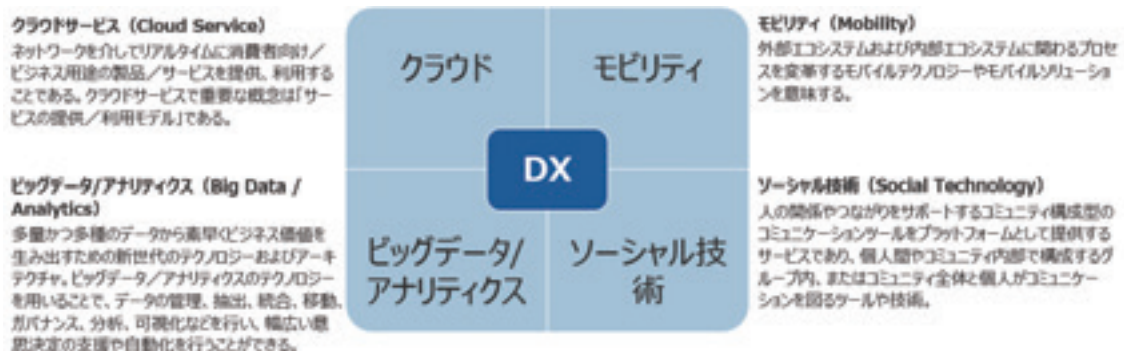 クラウドサービス（Cloud Service）
ネットワークを介してリアルタイムに消費者向け／
ビジネス用途の製品／サービスを提供、利用する
ことである。クラウドサービスで重要な概念は「サー
ビスの提供／利用モデル」である。
ビッグデータ/アナリティクス（Big Data /
Analytics）
多量かつ多種のデータから素早くビジネス価値を
生み出すための新世代のテクノロジーおよびアーキ
テクチャ。ビッグデータ／アナリティクスのテクノロジー
を用いることで、データの管理、抽出、統合、移動、
ガバナンス、分析、可視化などを行い、幅広い意
思決定の支援や自動化を行うことができる。
クラウド
モビリティ
DX
ビッグデータ/
アナリティクス
ソーシャル技
術
モビリティ（Mobility）
外部エコシステムおよび内部エコシステムに関わるプロセ
スを変革するモバイルテクノロジーやモバイルソリューショ
ンを意味する。
ソーシャル技術（Social Technology）
人の関係やつながりをサポートするコミュニティ構成型の
コミュニケーションツールをプラットフォームとして提供する
サービスであり、個人間やコミュニティ内部で構成するグ
ループ内、またはコミュニティ全体と個人がコミュニケー
ションを図るツールや技術。